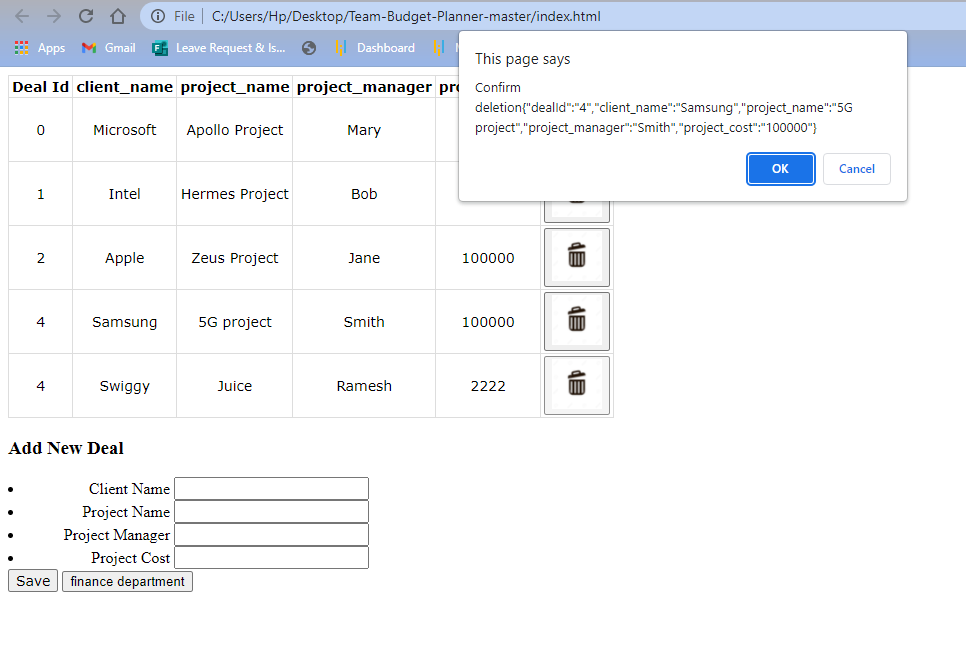 File C:/Users/Hp/Desktop/Team-Budget-Planner-master/index.html
Apps Gmail Leave Request & Is... Dashboard
This page says
Confirm
deletion{"dealId":"4","client_name":"Samsung","project_name":"5G
project","project_manager":"Smith","project_cost":"100000"}
OK Cancel
Deal Id client_name project_name project_manager
0 Microsoft Apollo Project Mary
1 Intel Hermes Project Bob
2 Apple Zeus Project Jane 100000
4 Samsung 5G project Smith 100000
4 Swiggy Juice Ramesh 2222
Add New Deal
Client Name
Project Name
Project Manager
Project Cost
Save finance department